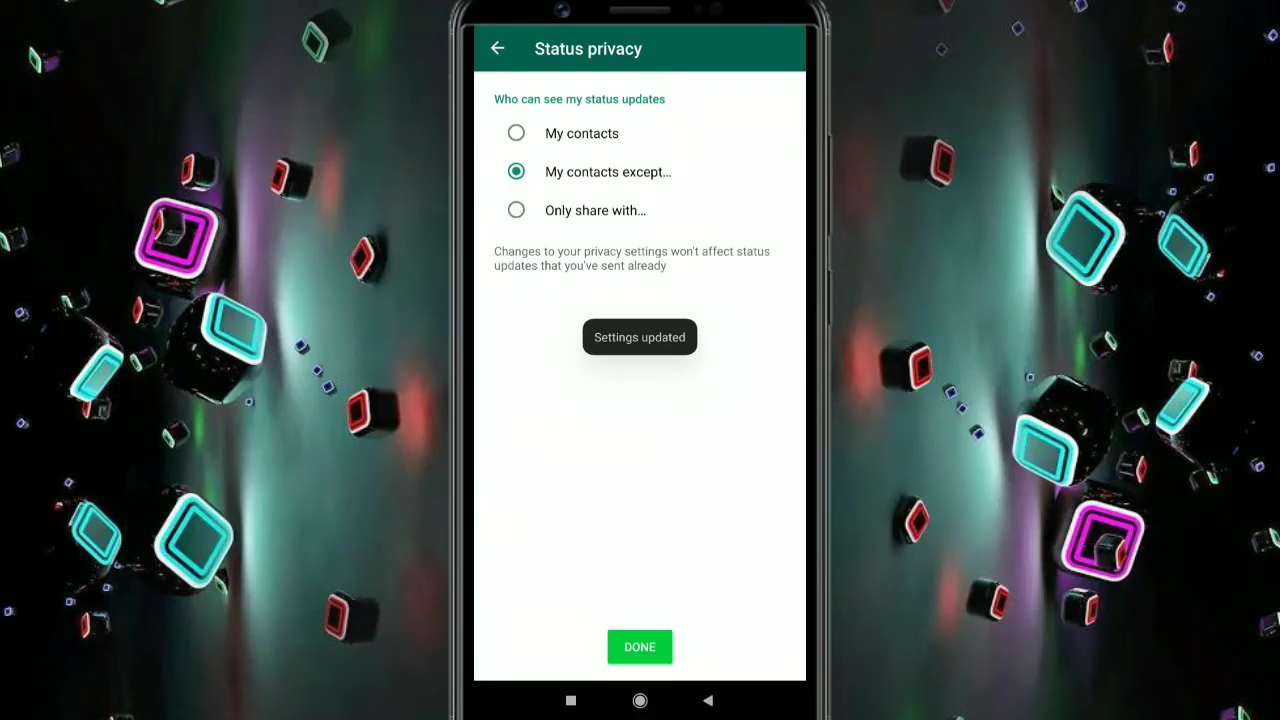 Status privacy
Who can see my status updates
My contacts
My contacts except...
Only share with...
Changes to your privacy settings won't affect status
updates that you've sent already
Settings updated
DONE